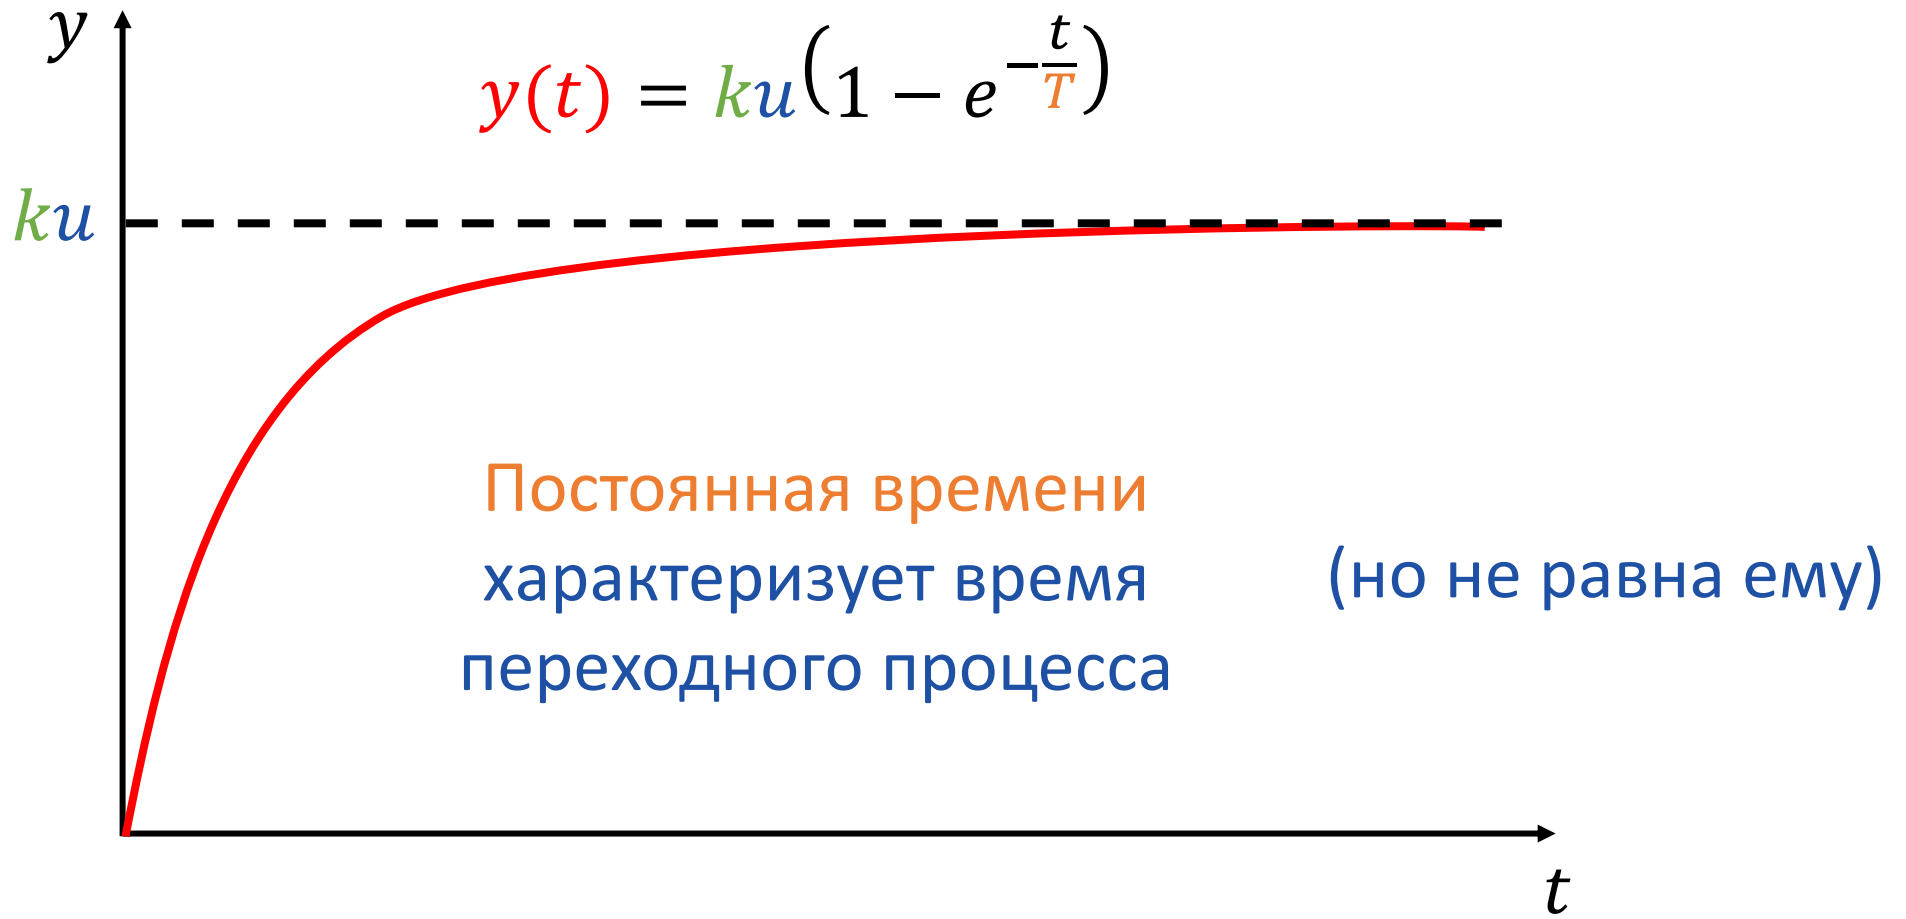 y
y(t) = ku(1 − e^{−t/T})
ku
Постоянная времени
характеризует время
переходного процесса
(но не равна ему)
t